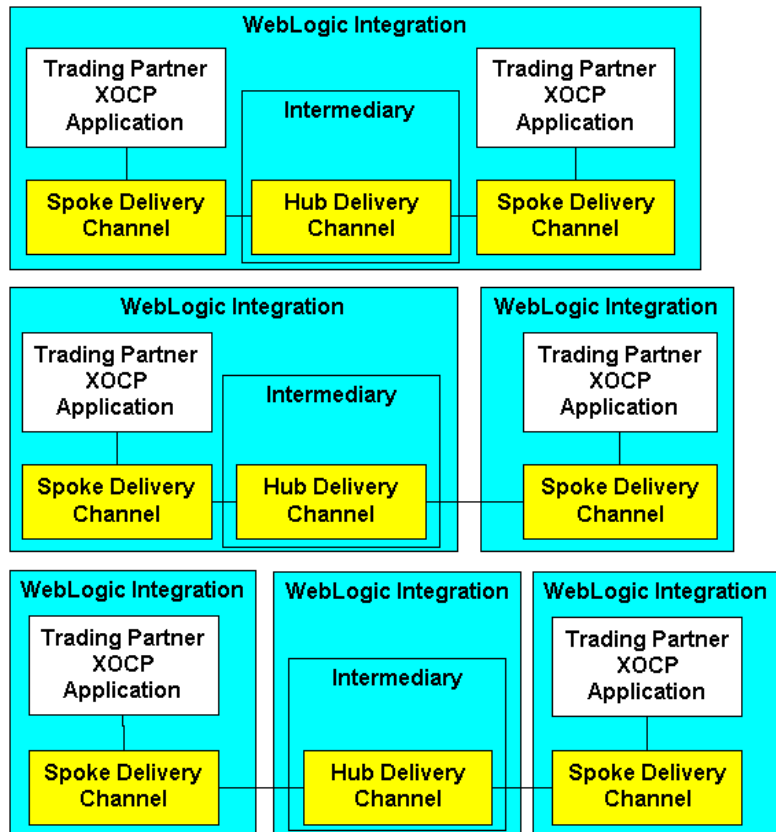 WebLogic Integration
Trading Partner
XOCP
Application
Intermediary
Trading Partner
XOCP
Application
Spoke Delivery
Channel
Hub Delivery
Channel
Spoke Delivery
Channel
WebLogic Integration
Trading Partner
XOCP
Application
Intermediary
Spoke Delivery
Channel
Hub Delivery
Channel
WebLogic Integration
Trading Partner
XOCP
Application
Spoke Delivery
Channel
WebLogic Integration
Trading Partner
XOCP
Application
Spoke Delivery
Channel
WebLogic Integration
Intermediary
Hub Delivery
Channel
WebLogic Integration
Trading Partner
XOCP
Application
Spoke Delivery
Channel